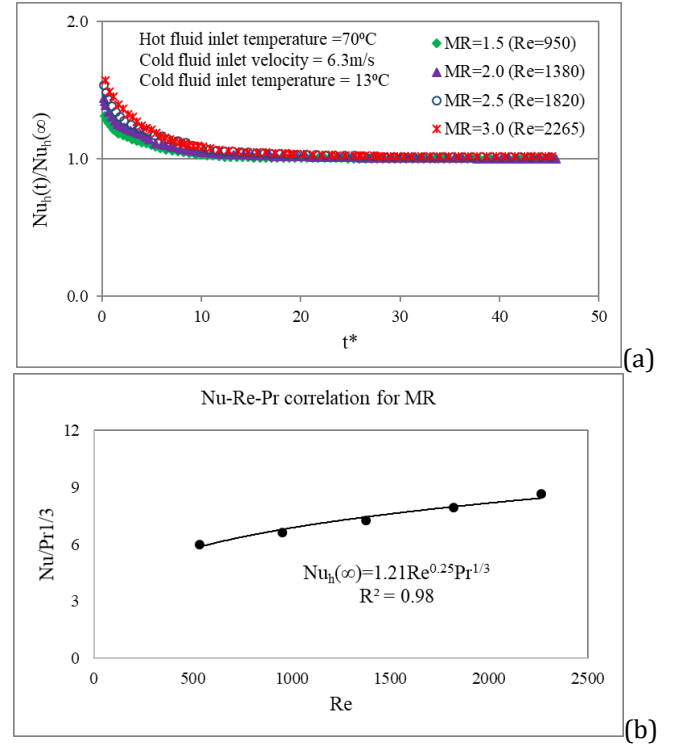 2.0
Hot fluid inlet temperature =70⁰C
Cold fluid inlet velocity = 6.3m/s
Cold fluid inlet temperature = 13⁰C
MR=1.5 (Re=950)
MR=2.0 (Re=1380)
MR=2.5 (Re=1820)
MR=3.0 (Re=2265)
Nuₕ(t)/Nuₕ(∞)
1.0
0.0
0 10 20 30 40 50
t*
(a)
Nu-Re-Pr correlation for MR
12
9
6
3
0
Nu/Pr1/3
Nuₕ(∞)=1.21Re⁰·²⁵Pr¹/³
R² = 0.98
0 500 1000 1500 2000 2500
Re
(b)